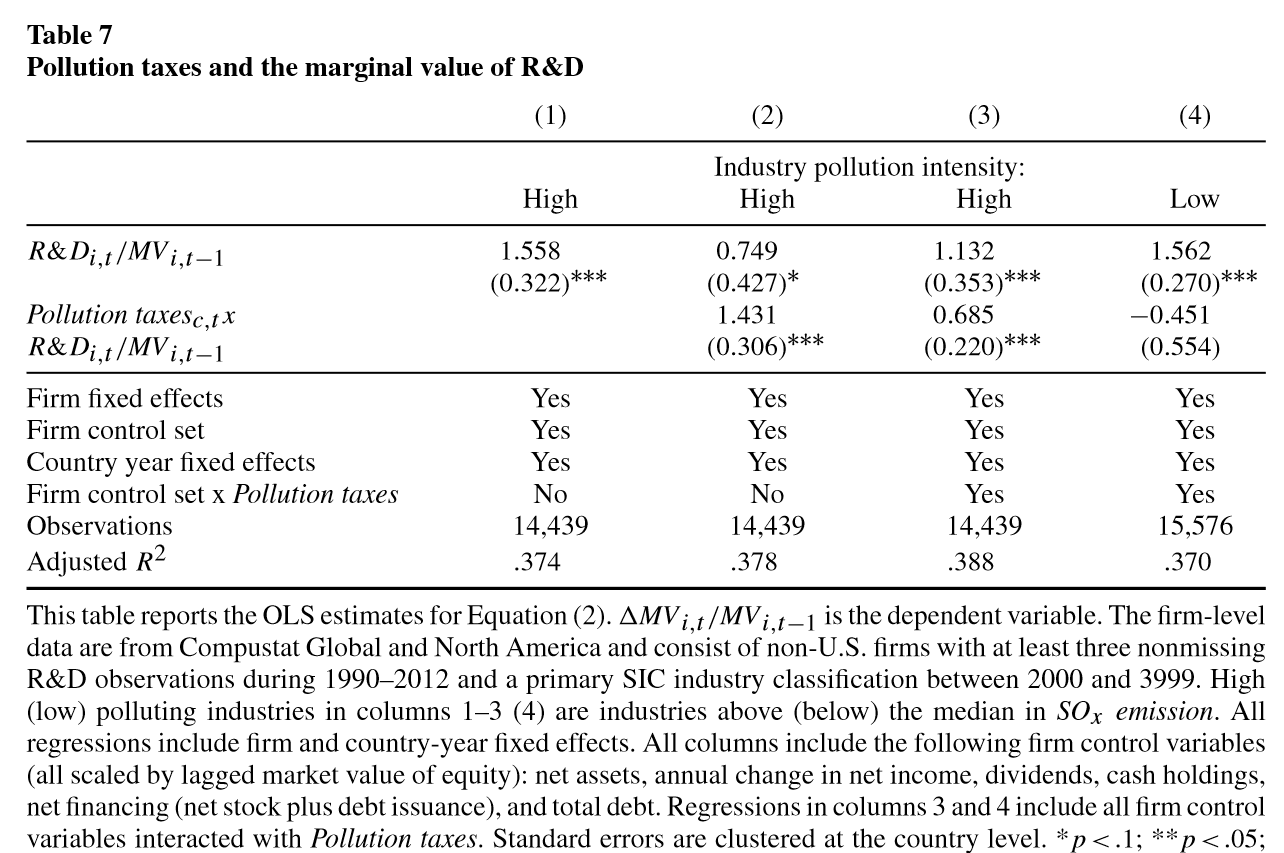 Table 7
Pollution taxes and the marginal value of R&D
(1) (2) (3) (4)
Industry pollution intensity:
High High High Low
R&Di,t/MVi,t−1 1.558 0.749 1.132 1.562
(0.322)*** (0.427)* (0.353)*** (0.270)***
Pollution taxesc,t x 1.431 0.685 −0.451
R&Di,t/MVi,t−1 (0.306)*** (0.220)*** (0.554)
Firm fixed effects Yes Yes Yes Yes
Firm control set Yes Yes Yes Yes
Country year fixed effects Yes Yes Yes Yes
Firm control set x Pollution taxes No No Yes Yes
Observations 14,439 14,439 14,439 15,576
Adjusted R2 .374 .378 .388 .370
This table reports the OLS estimates for Equation (2). ΔMVi,t/MVi,t−1 is the dependent variable. The firm-level
data are from Compustat Global and North America and consist of non-U.S. firms with at least three nonmissing
R&D observations during 1990–2012 and a primary SIC industry classification between 2000 and 3999. High
(low) polluting industries in columns 1–3 (4) are industries above (below) the median in SOx emission. All
regressions include firm and country-year fixed effects. All columns include the following firm control variables
(all scaled by lagged market value of equity): net assets, annual change in net income, dividends, cash holdings,
net financing (net stock plus debt issuance), and total debt. Regressions in columns 3 and 4 include all firm control
variables interacted with Pollution taxes. Standard errors are clustered at the country level. *p<.1; **p<.05;